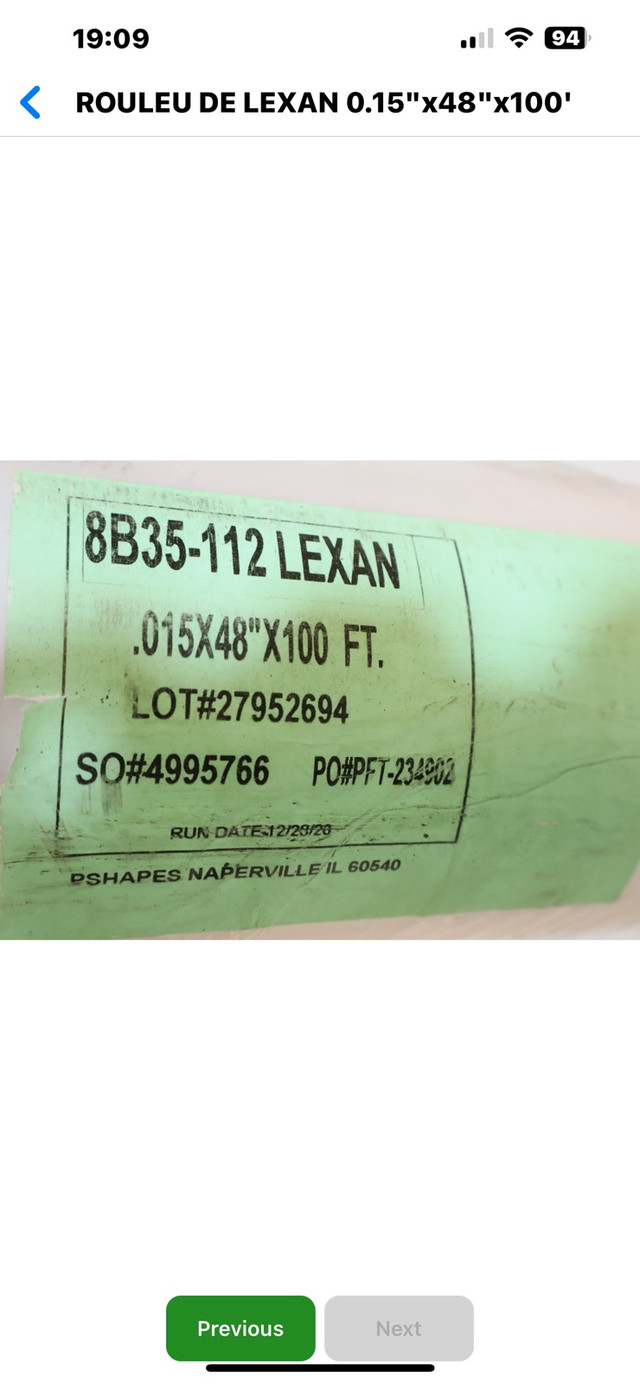 19:09
94
ROULEU DE LEXAN 0.15"x48"x100'
8B35-112 LEXAN
.015X48"X100 FT.
LOT#27952694
SO#4995766 PO#PFT-234902
RUN DATE-12/28/20
PSHAPES NAPERVILLE IL 60540
Previous
Next